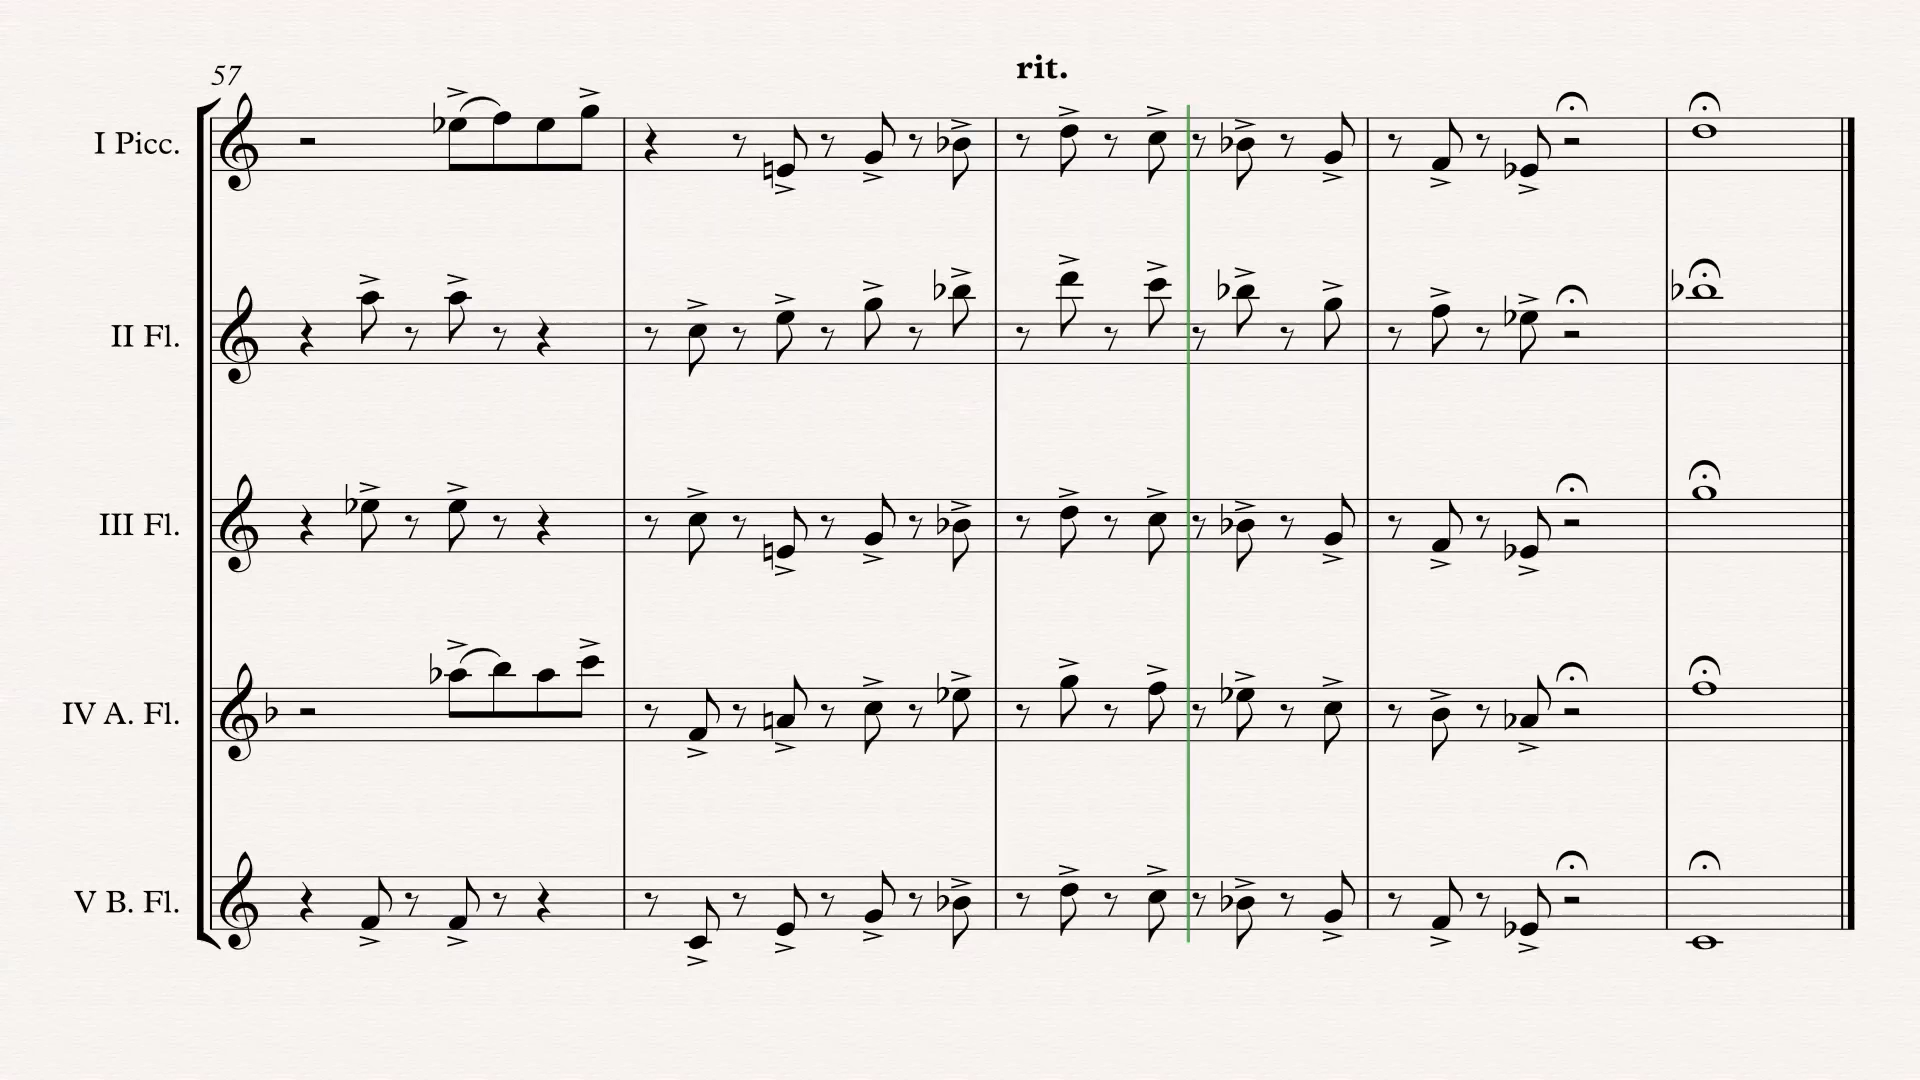 rit.
57
I Picc.
II Fl.
III Fl.
IV A. Fl.
V B. Fl.